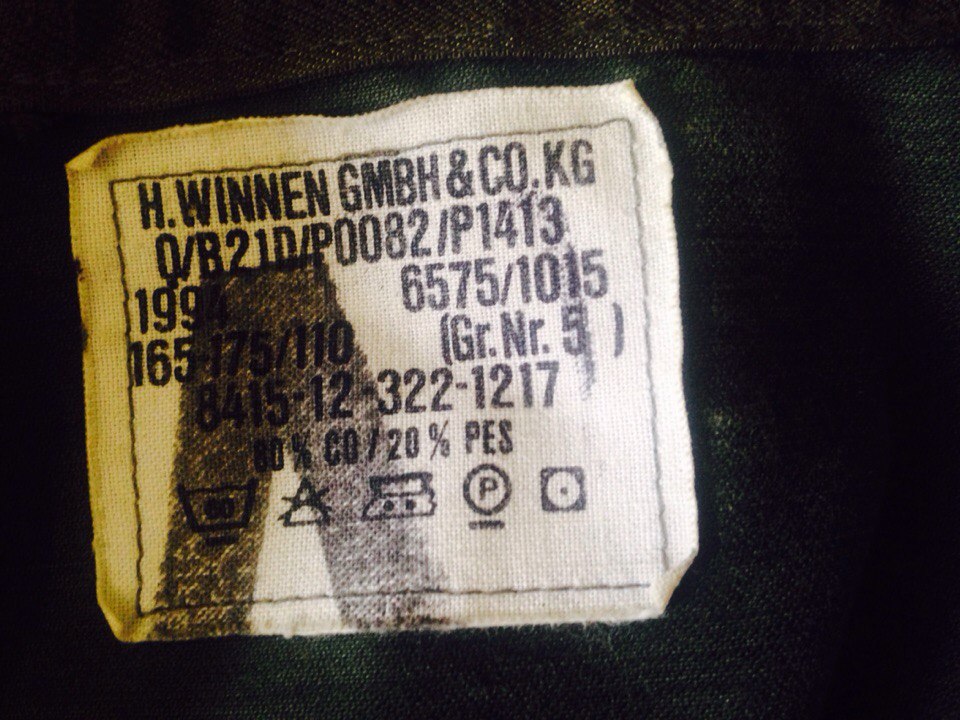 H. WINNEN GMBH & CO. KG
Q/B21D/P0082/P1413
1994 6575/1015
165-175/110 (Gr. Nr. 5 )
8415-12-322-1217
80 % CO / 20 % PES
60
P